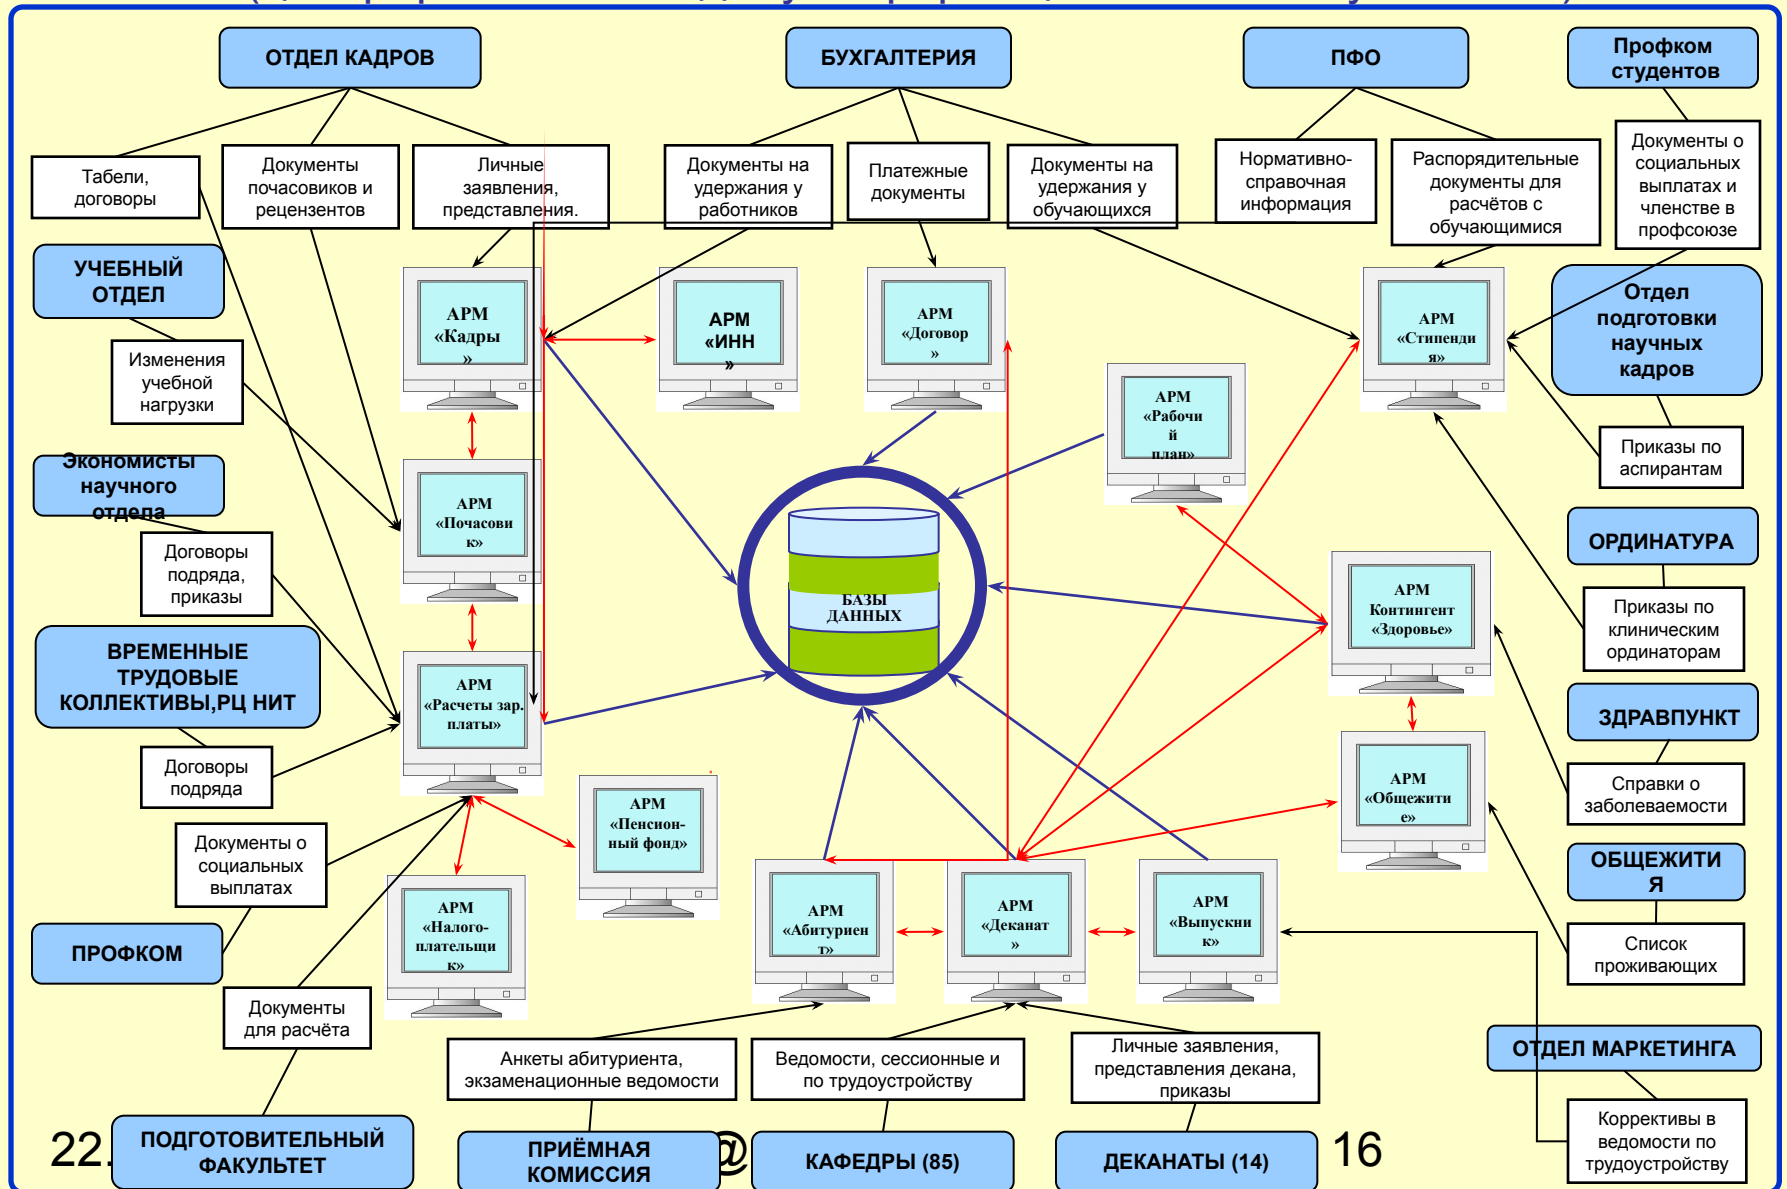 ОТДЕЛ КАДРОВ
БУХГАЛТЕРИЯ
ПФО
Профком
студентов
Табели,
договоры
Документы
почасовиков и
рецензентов
Личные
заявления,
представления.
Документы на
удержания у
работников
Платежные
документы
Документы на
удержания у
обучающихся
Нормативно-
справочная
информация
Распорядительные
документы для
расчётов с
обучающимися
Документы о
социальных
выплатах и
членстве в
профсоюзе
УЧЕБНЫЙ
ОТДЕЛ
АРМ
«Кадры
»
АРМ
«ИНН
»
АРМ
«Договор
»
АРМ
«Стипенди
я»
Отдел
подготовки
научных
кадров
Изменения
учебной
нагрузки
АРМ
«Рабочи
й
план»
Приказы по
аспирантам
Экономисты
научного
отдела
АРМ
«Почасови
к»
ОРДИНАТУРА
Договоры
подряда,
приказы
БАЗЫ
ДАННЫХ
АРМ
Контингент
«Здоровье»
Приказы по
клиническим
ординаторам
ВРЕМЕННЫЕ
ТРУДОВЫЕ
КОЛЛЕКТИВЫ,РЦ НИТ
АРМ
«Расчеты зар.
платы»
ЗДРАВПУНКТ
Договоры
подряда
АРМ
«Пенсион-
ный фонд»
АРМ
«Общежити
е»
Справки о
заболеваемости
Документы о
социальных
выплатах
ОБЩЕЖИТИ
Я
АРМ
«Налого-
плательщи
к»
АРМ
«Абитуриен
т»
АРМ
«Деканат
»
АРМ
«Выпускни
к»
ПРОФКОМ
Список
проживающих
Документы
для расчёта
Анкеты абитуриента,
экзаменационные ведомости
Ведомости, сессионные и
по трудоустройству
Личные заявления,
представления декана,
приказы
ОТДЕЛ МАРКЕТИНГА
Коррективы в
ведомости по
трудоустройству
22.
ПОДГОТОВИТЕЛЬНЫЙ
ФАКУЛЬТЕТ
ПРИЁМНАЯ
КОМИССИЯ
@
КАФЕДРЫ (85)
ДЕКАНАТЫ (14)
16